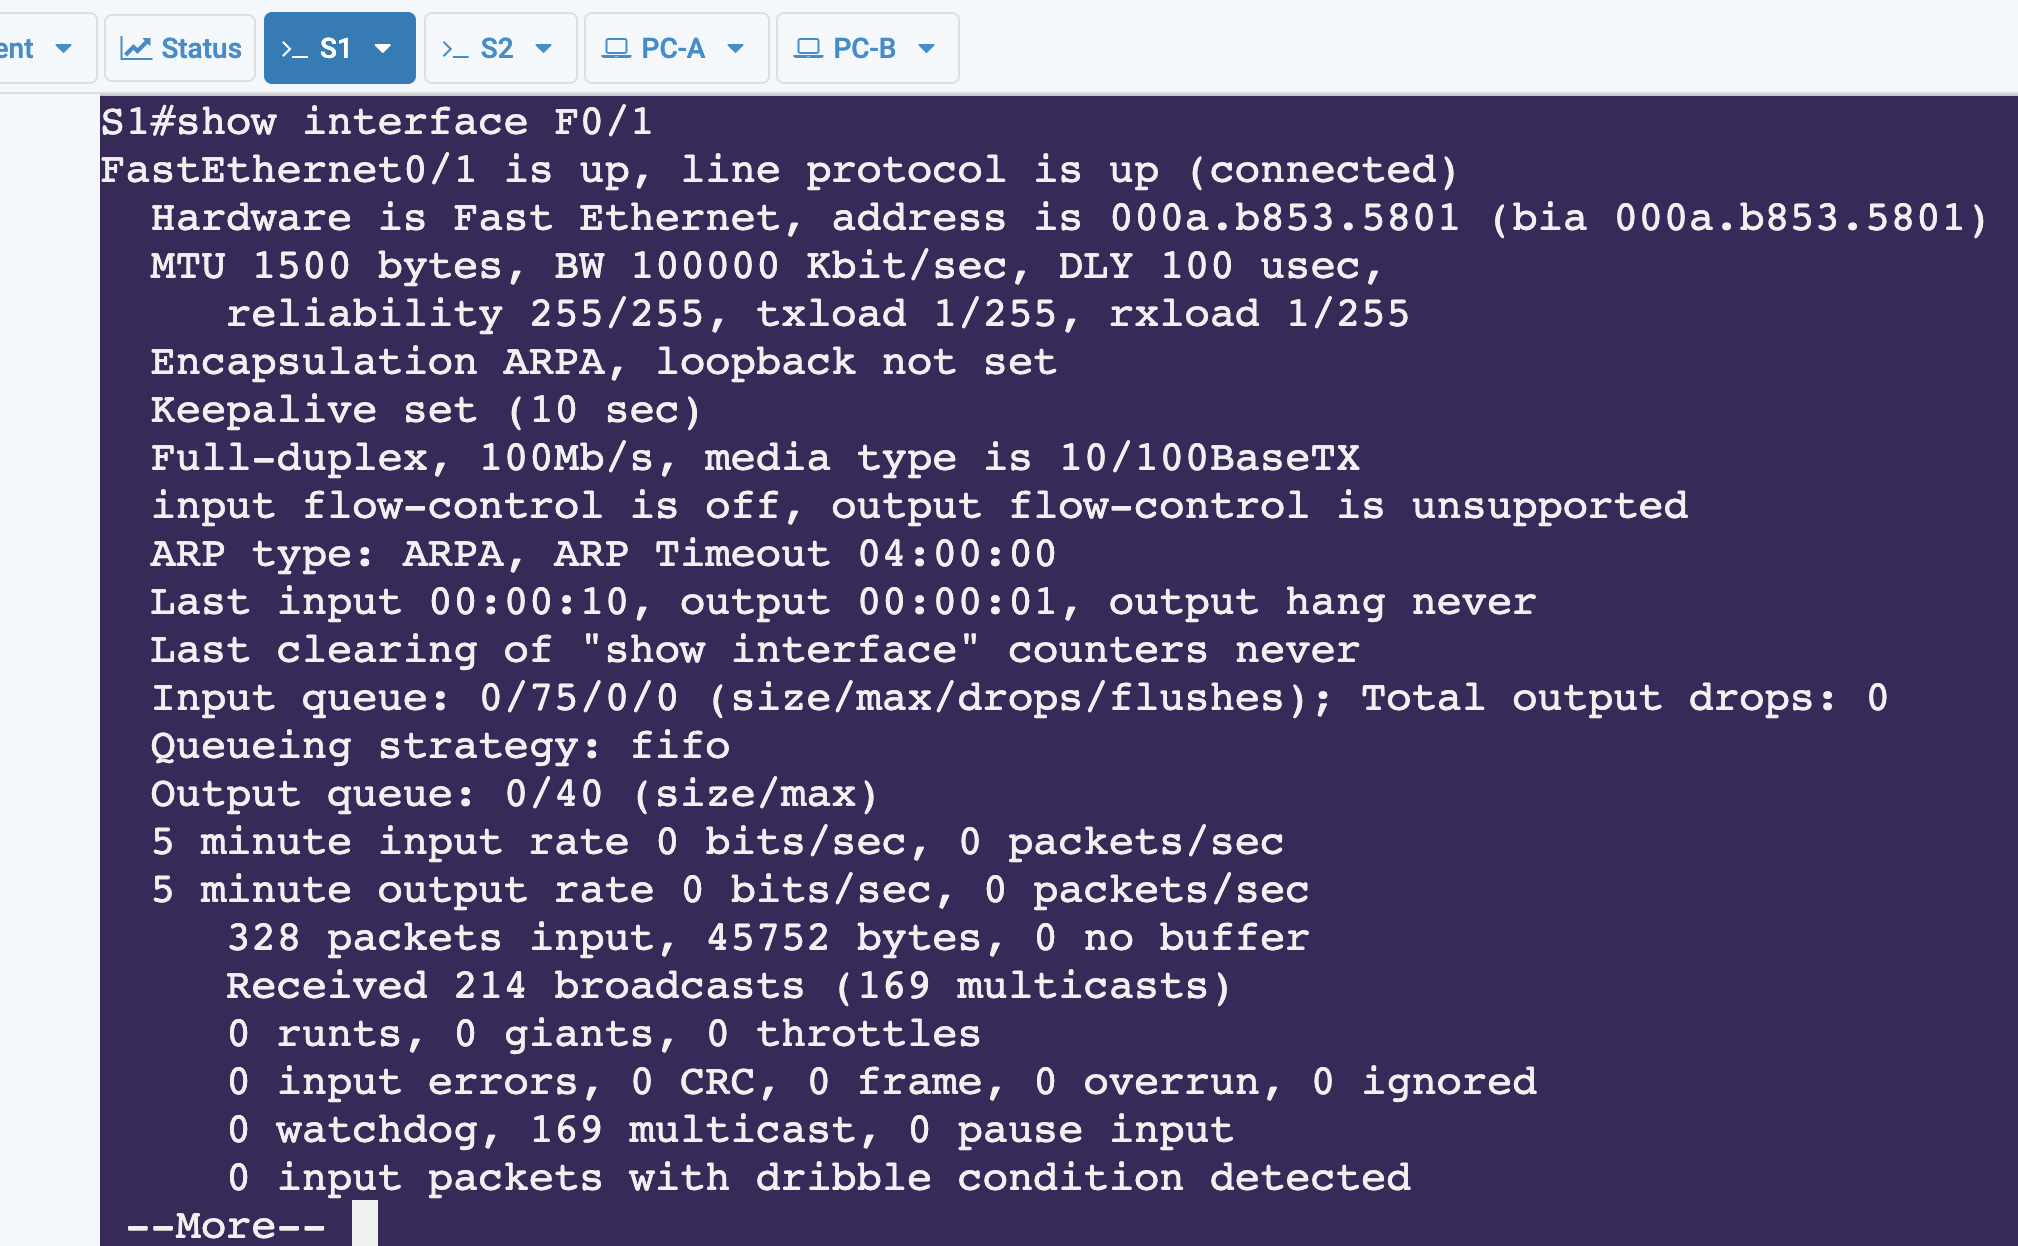 ent
Status
>_ S1
>_ S2
PC-A
PC-B
S1#show interface F0/1
FastEthernet0/1 is up, line protocol is up (connected)
  Hardware is Fast Ethernet, address is 000a.b853.5801 (bia 000a.b853.5801)
  MTU 1500 bytes, BW 100000 Kbit/sec, DLY 100 usec,
     reliability 255/255, txload 1/255, rxload 1/255
  Encapsulation ARPA, loopback not set
  Keepalive set (10 sec)
  Full-duplex, 100Mb/s, media type is 10/100BaseTX
  input flow-control is off, output flow-control is unsupported
  ARP type: ARPA, ARP Timeout 04:00:00
  Last input 00:00:10, output 00:00:01, output hang never
  Last clearing of "show interface" counters never
  Input queue: 0/75/0/0 (size/max/drops/flushes); Total output drops: 0
  Queueing strategy: fifo
  Output queue: 0/40 (size/max)
  5 minute input rate 0 bits/sec, 0 packets/sec
  5 minute output rate 0 bits/sec, 0 packets/sec
     328 packets input, 45752 bytes, 0 no buffer
     Received 214 broadcasts (169 multicasts)
     0 runts, 0 giants, 0 throttles
     0 input errors, 0 CRC, 0 frame, 0 overrun, 0 ignored
     0 watchdog, 169 multicast, 0 pause input
     0 input packets with dribble condition detected
 --More--